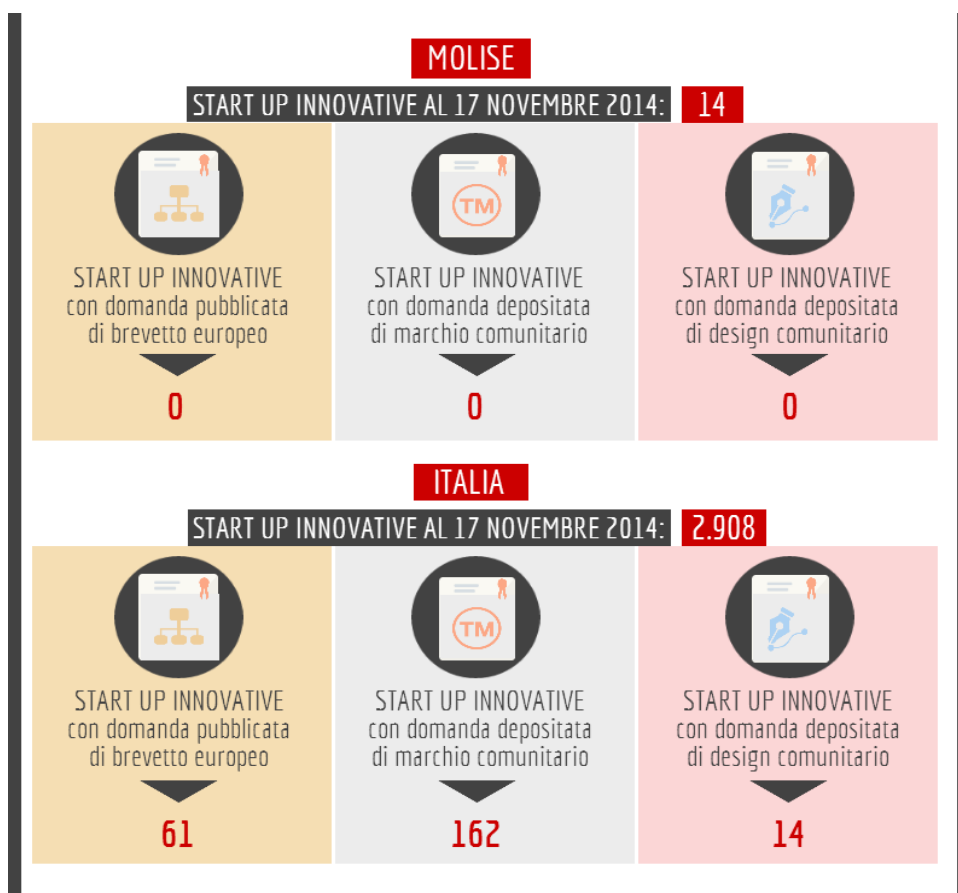 MOLISE
START UP INNOVATIVE AL 17 NOVEMBRE 2014: 14
START UP INNOVATIVE
con domanda pubblicata
di brevetto europeo
0
TM
START UP INNOVATIVE
con domanda depositata
di marchio comunitario
0
START UP INNOVATIVE
con domanda depositata
di design comunitario
0
ITALIA
START UP INNOVATIVE AL 17 NOVEMBRE 2014: 2.908
START UP INNOVATIVE
con domanda pubblicata
di brevetto europeo
61
TM
START UP INNOVATIVE
con domanda depositata
di marchio comunitario
162
START UP INNOVATIVE
con domanda depositata
di design comunitario
14